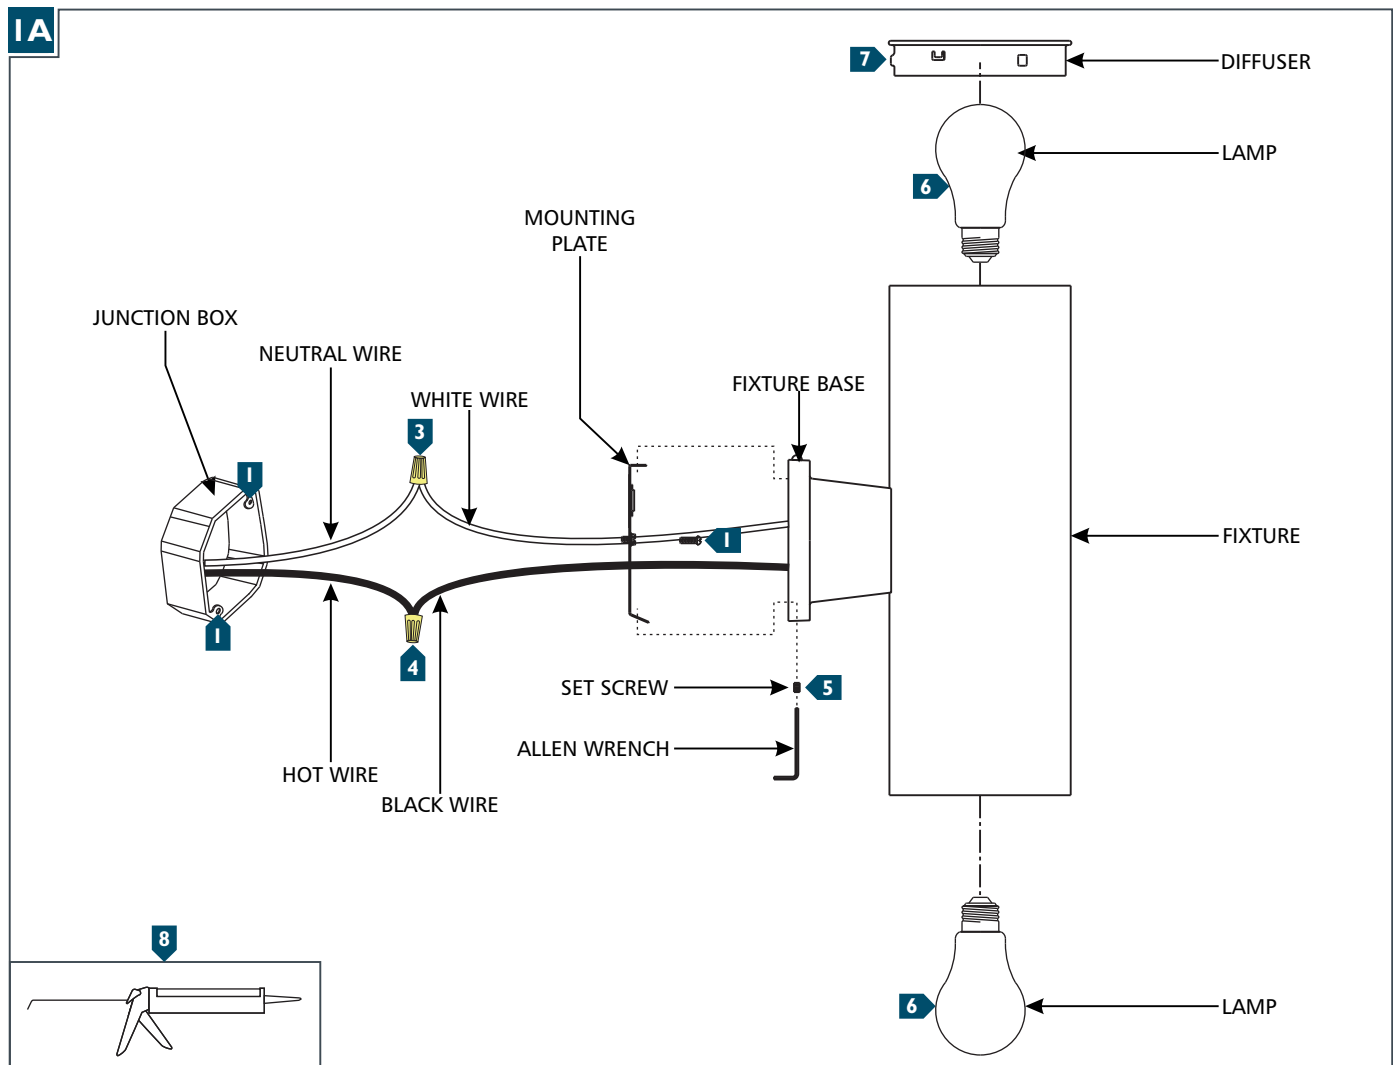 1A
7
DIFFUSER
LAMP
6
MOUNTING
PLATE
JUNCTION BOX
NEUTRAL WIRE
FIXTURE BASE
WHITE WIRE
3
1
1
FIXTURE
1
4
SET SCREW
5
ALLEN WRENCH
HOT WIRE
BLACK WIRE
8
6
LAMP